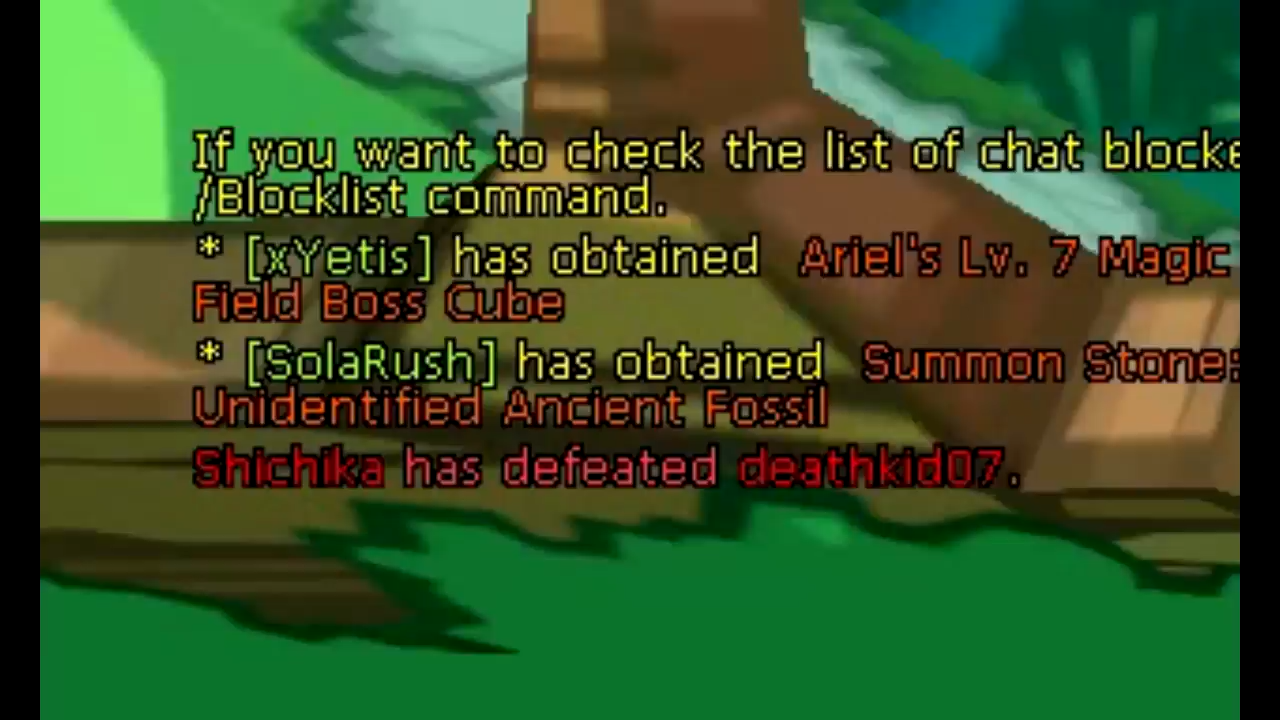 If you want to check the list of chat blocke
/Blocklist command.
* [xYetis] has obtained Ariel's Lv. 7 Magic
Field Boss Cube
* [SolaRush] has obtained Summon Stone:
Unidentified Ancient Fossil
Shichika has defeated deathkid07.